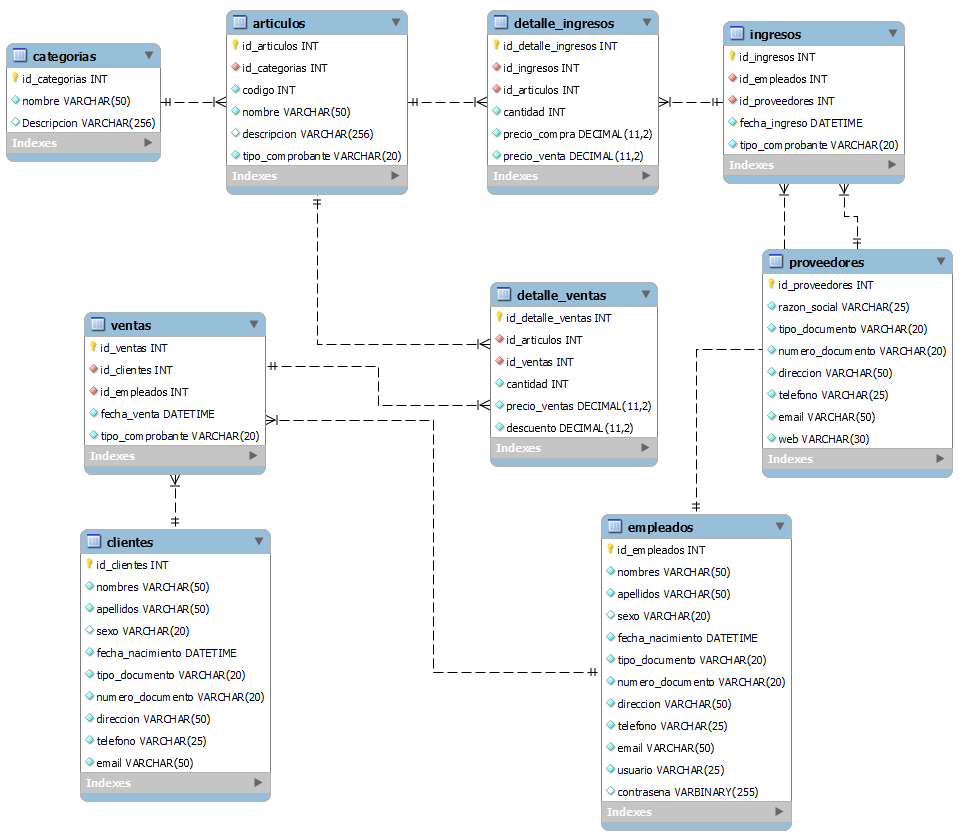 categorias
id_categorias INT
nombre VARCHAR(50)
Descripcion VARCHAR(256)
Indexes
articulos
id_articulos INT
id_categorias INT
codigo INT
nombre VARCHAR(50)
descripcion VARCHAR(256)
tipo_comprobante VARCHAR(20)
Indexes
detalle_ingresos
id_detalle_ingresos INT
id_ingresos INT
id_articulos INT
cantidad INT
precio_compra DECIMAL(11,2)
precio_venta DECIMAL(11,2)
Indexes
ingresos
id_ingresos INT
id_empleados INT
id_proveedores INT
fecha_ingreso DATETIME
tipo_comprobante VARCHAR(20)
Indexes
proveedores
id_proveedores INT
razon_social VARCHAR(25)
tipo_documento VARCHAR(20)
numero_documento VARCHAR(20)
direccion VARCHAR(50)
telefono VARCHAR(25)
email VARCHAR(50)
web VARCHAR(30)
Indexes
detalle_ventas
id_detalle_ventas INT
id_articulos INT
id_ventas INT
cantidad INT
precio_ventas DECIMAL(11,2)
descuento DECIMAL(11,2)
Indexes
ventas
id_ventas INT
id_clientes INT
id_empleados INT
fecha_venta DATETIME
tipo_comprobante VARCHAR(20)
Indexes
clientes
id_clientes INT
nombres VARCHAR(50)
apellidos VARCHAR(50)
sexo VARCHAR(20)
fecha_nacimiento DATETIME
tipo_documento VARCHAR(20)
numero_documento VARCHAR(20)
direccion VARCHAR(50)
telefono VARCHAR(25)
email VARCHAR(50)
Indexes
empleados
id_empleados INT
nombres VARCHAR(50)
apellidos VARCHAR(50)
sexo VARCHAR(20)
fecha_nacimiento DATETIME
tipo_documento VARCHAR(20)
numero_documento VARCHAR(20)
direccion VARCHAR(50)
telefono VARCHAR(25)
email VARCHAR(50)
usuario VARCHAR(25)
contrasena VARBINARY(255)
Indexes